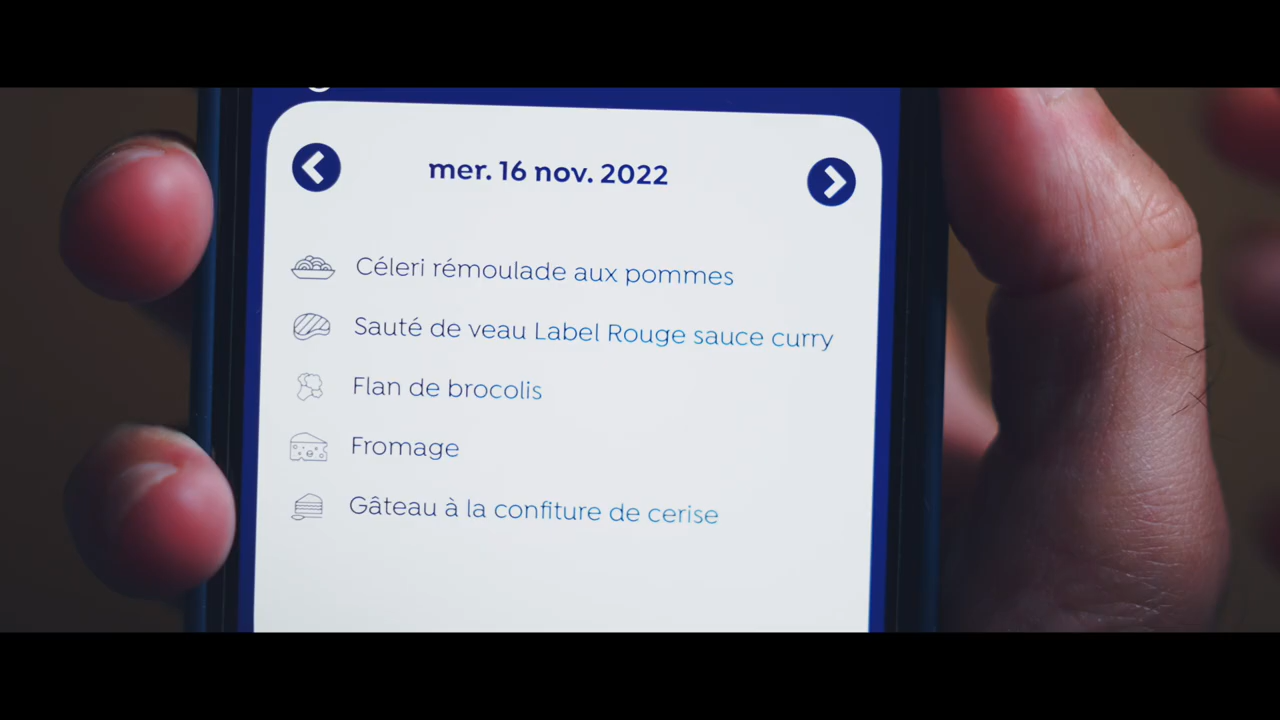 mer. 16 nov. 2022
Céleri rémoulade aux pommes
Sauté de veau Label Rouge sauce curry
Flan de brocolis
Fromage
Gâteau à la confiture de cerise